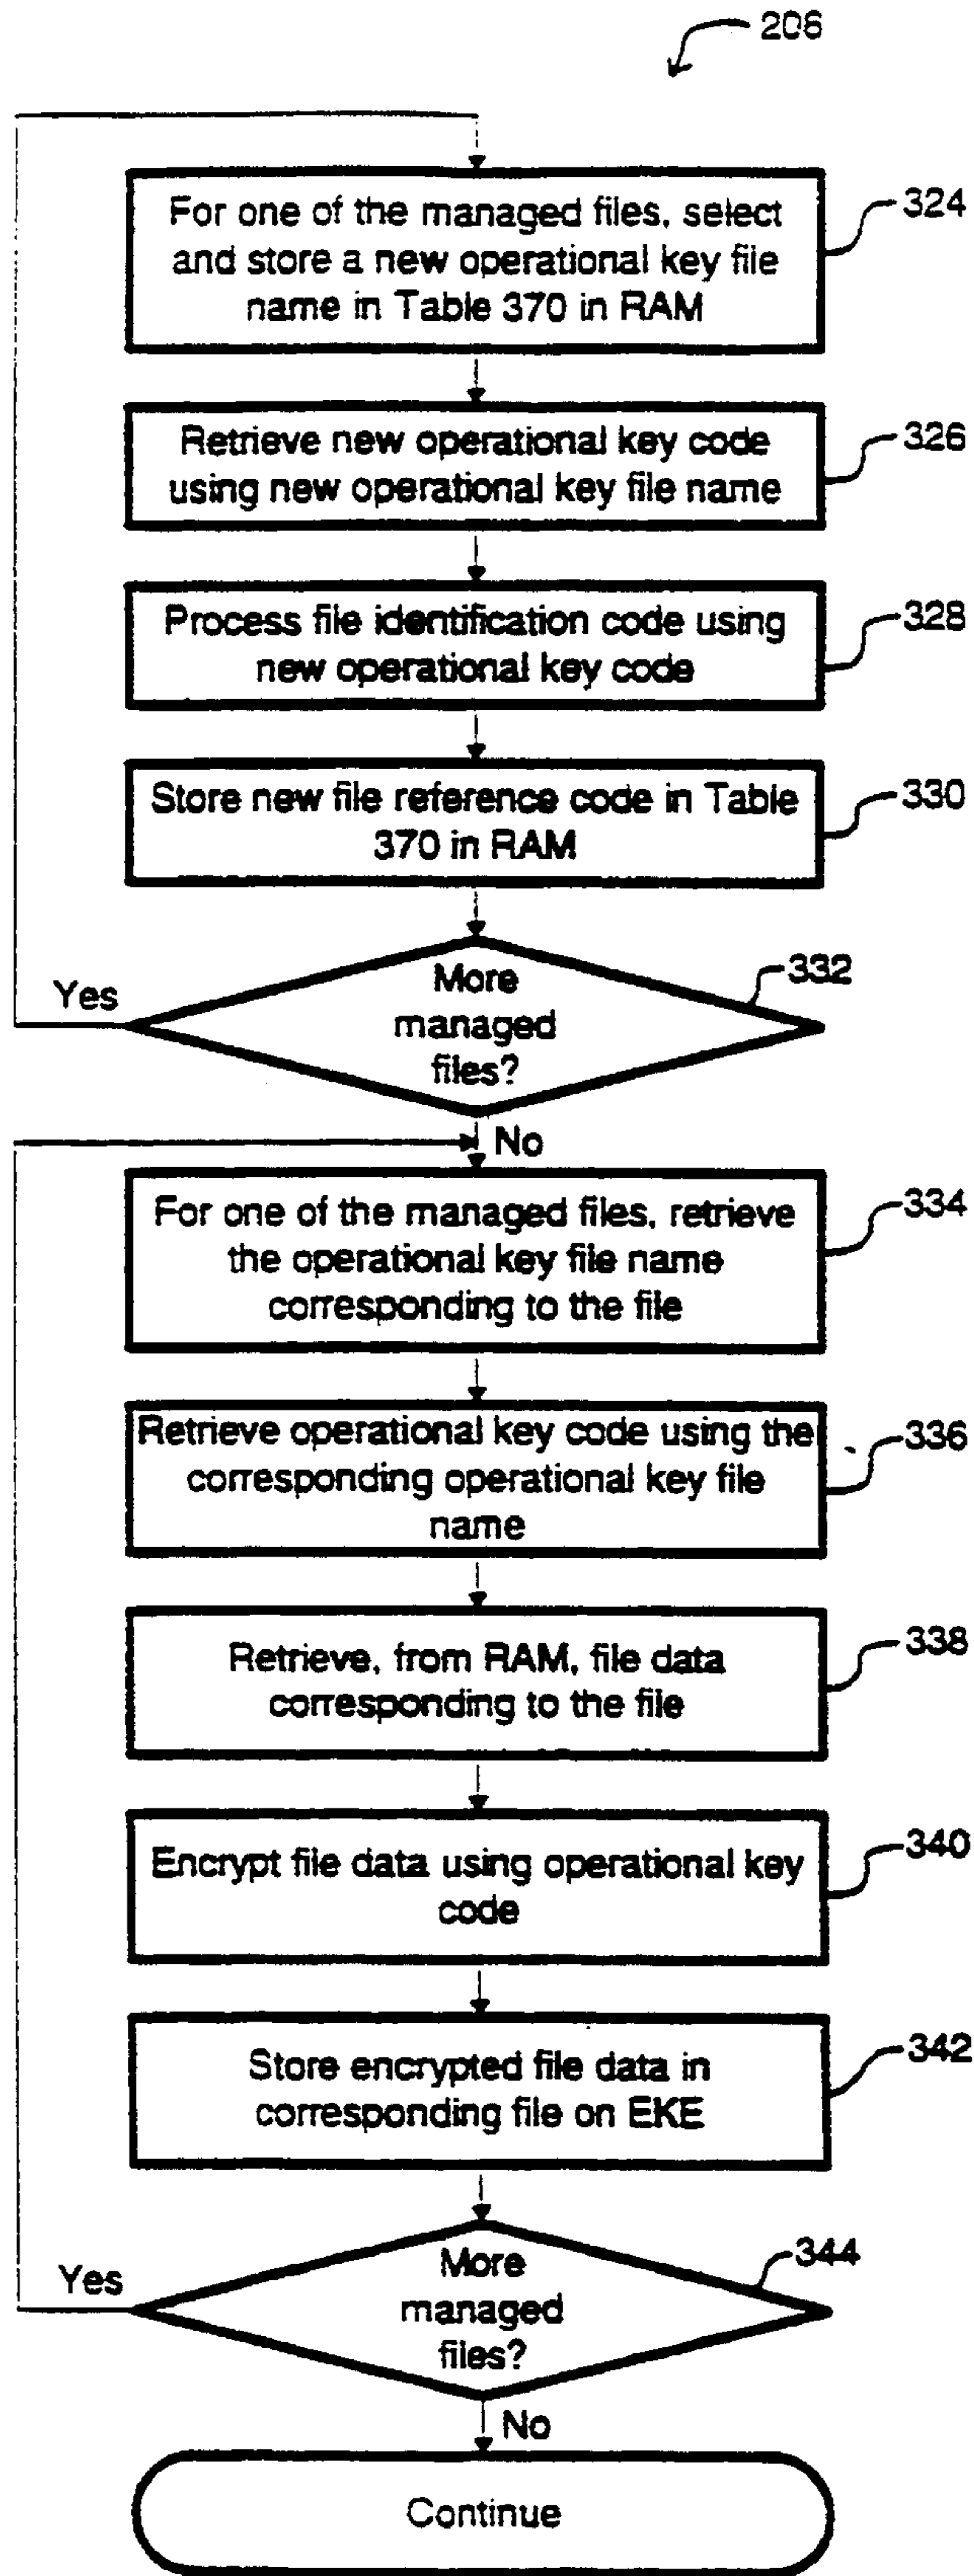 206
For one of the managed files, select
and store a new operational key file
name in Table 370 in RAM
324
Retrieve new operational key code
using new operational key file name
326
Process file identification code using
new operational key code
328
Store new file reference code in Table
370 in RAM
330
More
managed
files?
332
Yes
No
For one of the managed files, retrieve
the operational key file name
corresponding to the file
334
Retrieve operational key code using the
corresponding operational key file
name
336
Retrieve, from RAM, file data
corresponding to the file
338
Encrypt file data using operational key
code
340
Store encrypted file data in
corresponding file on EKE
342
More
managed
files?
344
Yes
No
Continue